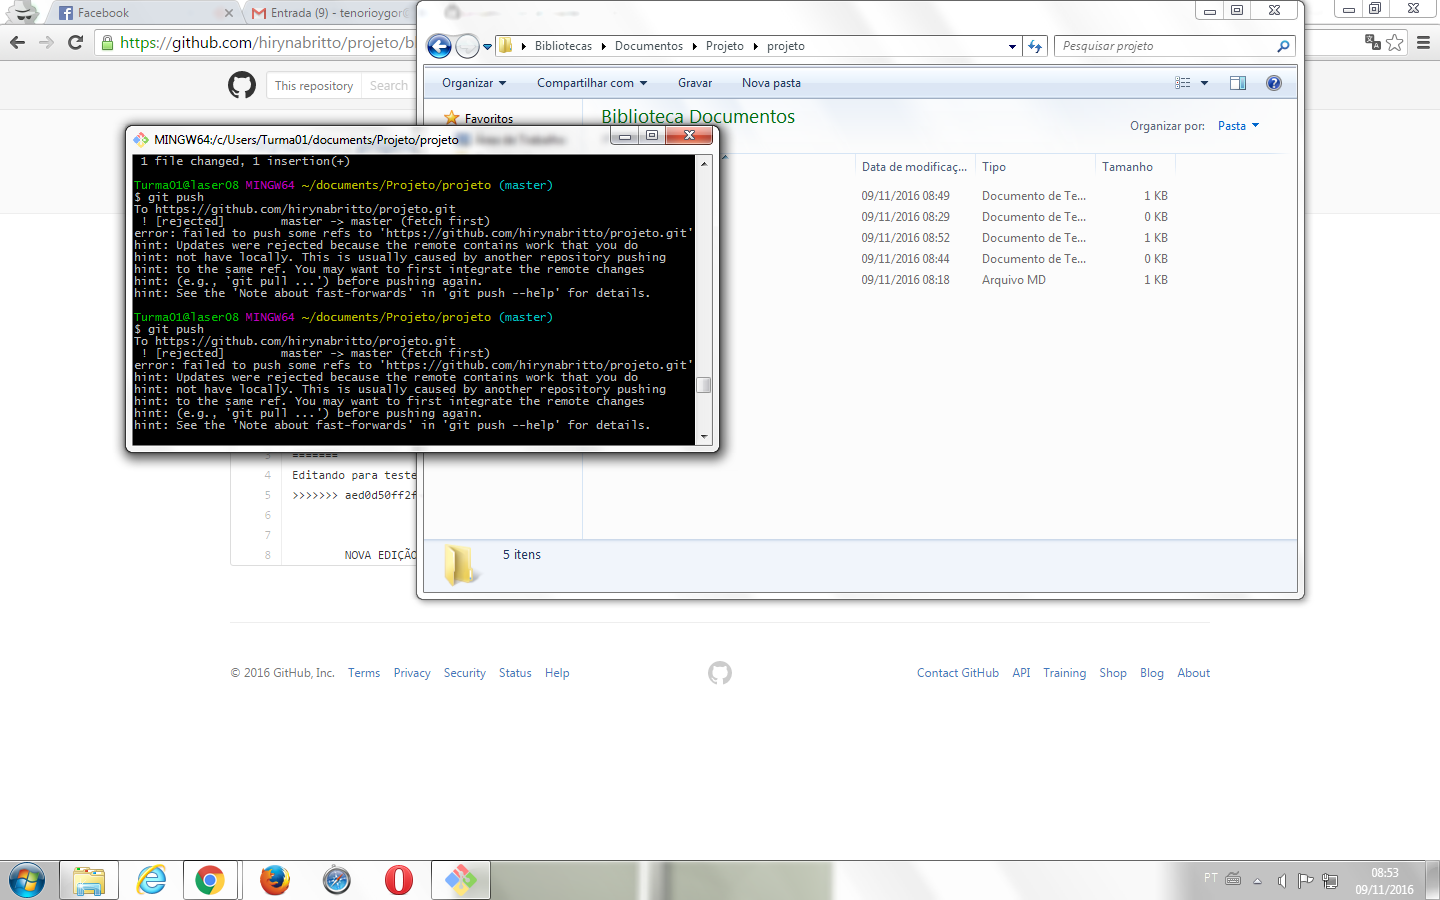 Facebook
Entrada (9) - tenorioygor
https://github.com/hirynabritto/projeto/b
This repository
Search
Bibliotecas
Documentos
Projeto
projeto
Pesquisar projeto
Organizar
Compartilhar com
Gravar
Nova pasta
Favoritos
Biblioteca Documentos
Organizar por:
Pasta
Data de modificaç...
Tipo
Tamanho
09/11/2016 08:49 Documento de Te... 1 KB
09/11/2016 08:29 Documento de Te... 0 KB
09/11/2016 08:52 Documento de Te... 1 KB
09/11/2016 08:44 Documento de Te... 0 KB
09/11/2016 08:18 Arquivo MD 1 KB
5 itens
MINGW64:/c/Users/Turma01/documents/Projeto/projeto
1 file changed, 1 insertion(+)
Turma01@laser08 MINGW64 ~/documents/Projeto/projeto (master)
$ git push
To https://github.com/hirynabritto/projeto.git
! [rejected] master -> master (fetch first)
error: failed to push some refs to 'https://github.com/hirynabritto/projeto.git'
hint: Updates were rejected because the remote contains work that you do
hint: not have locally. This is usually caused by another repository pushing
hint: to the same ref. You may want to first integrate the remote changes
hint: (e.g., 'git pull ...') before pushing again.
hint: See the 'Note about fast-forwards' in 'git push --help' for details.
Turma01@laser08 MINGW64 ~/documents/Projeto/projeto (master)
$ git push
To https://github.com/hirynabritto/projeto.git
! [rejected] master -> master (fetch first)
error: failed to push some refs to 'https://github.com/hirynabritto/projeto.git'
hint: Updates were rejected because the remote contains work that you do
hint: not have locally. This is usually caused by another repository pushing
hint: to the same ref. You may want to first integrate the remote changes
hint: (e.g., 'git pull ...') before pushing again.
hint: See the 'Note about fast-forwards' in 'git push --help' for details.
3 =======
4 Editando para teste
5 >>>>>>> aed0d50ff2f
6
7
8 NOVA EDIÇÃO
© 2016 GitHub, Inc. Terms Privacy Security Status Help
Contact GitHub API Training Shop Blog About
PT
08:53
09/11/2016